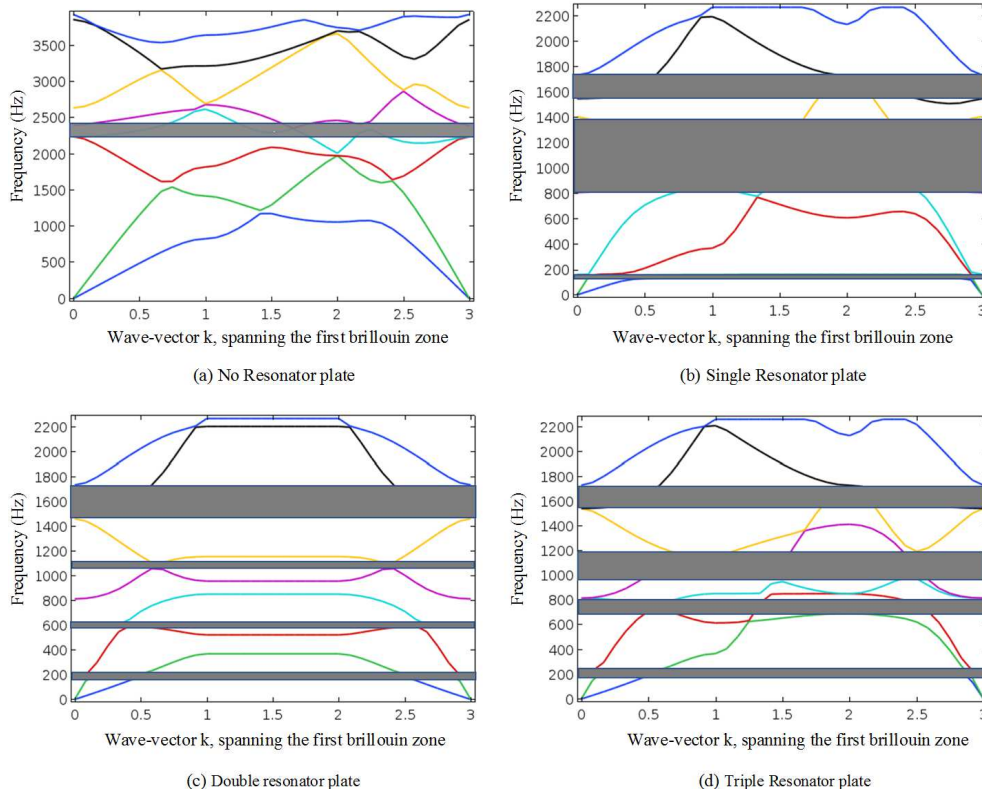 Frequency (Hz)
3500
3000
2500
2000
1500
1000
500
0
0 0.5 1 1.5 2 2.5 3
Wave-vector k, spanning the first brillouin zone
(a) No Resonator plate
Frequency (Hz)
2200
2000
1800
1600
1400
1200
1000
800
600
400
200
0
0 0.5 1 1.5 2 2.5 3
Wave-vector k, spanning the first brillouin zone
(b) Single Resonator plate
Frequency (Hz)
2200
2000
1800
1600
1400
1200
1000
800
600
400
200
0
0 0.5 1 1.5 2 2.5 3
Wave-vector k, spanning the first brillouin zone
(c) Double resonator plate
Frequency (Hz)
2200
2000
1800
1600
1400
1200
1000
800
600
400
200
0
0 0.5 1 1.5 2 2.5 3
Wave-vector k, spanning the first brillouin zone
(d) Triple Resonator plate